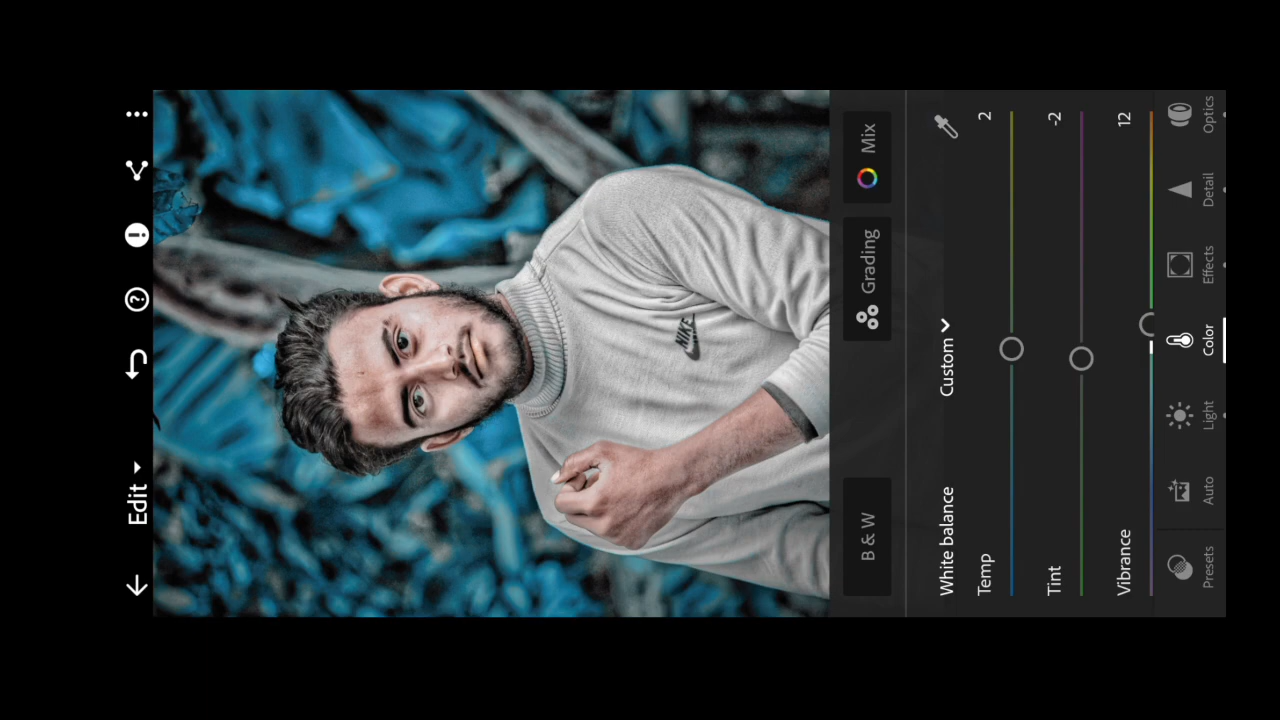 Edit
NIKE
B & W
Grading
Mix
White balance
Custom
Temp
2
Tint
-2
Vibrance
12
Presets
Auto
Light
Color
Effects
Detail
Optics